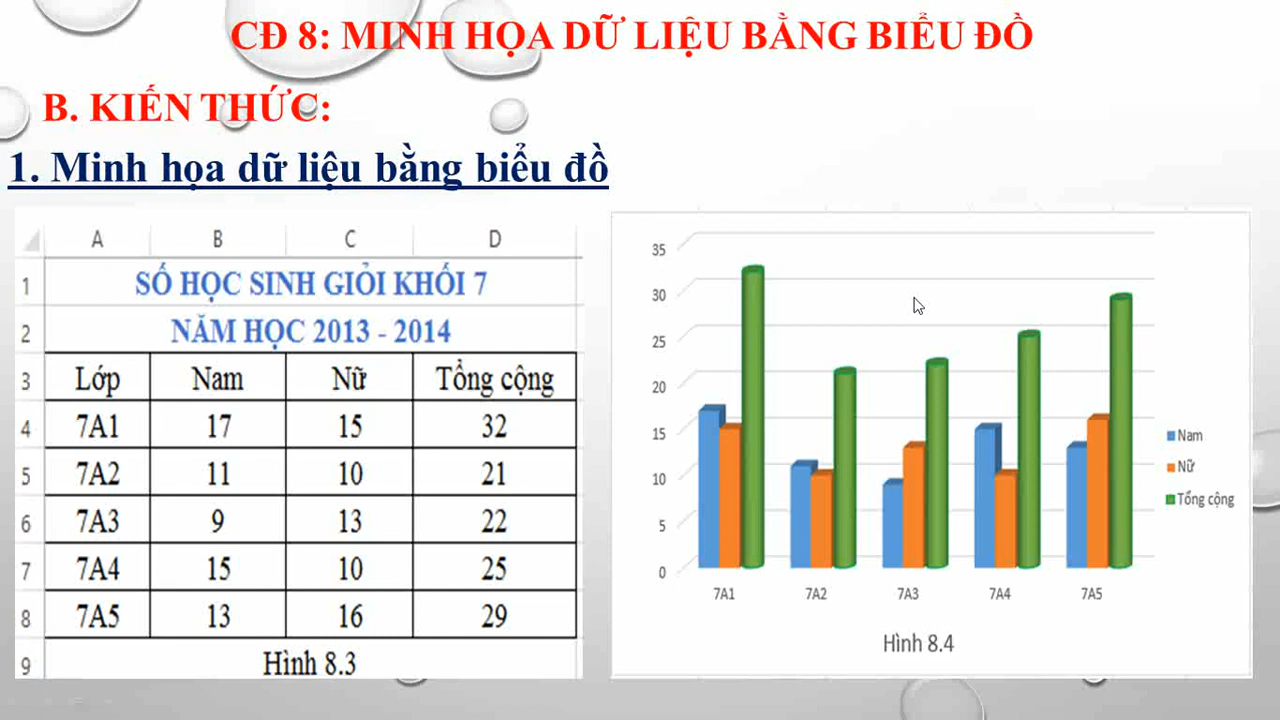 CĐ 8: MINH HỌA DỮ LIỆU BẰNG BIỂU ĐỒ
B. KIẾN THỨC:
1. Minh họa dữ liệu bằng biểu đồ
A B C D
1 SỐ HỌC SINH GIỎI KHỐI 7
2 NĂM HỌC 2013 - 2014
3 Lớp Nam Nữ Tổng cộng
4 7A1 17 15 32
5 7A2 11 10 21
6 7A3 9 13 22
7 7A4 15 10 25
8 7A5 13 16 29
9 Hình 8.3
35
30
25
20
15
10
5
0
7A1 7A2 7A3 7A4 7A5
Nam
Nữ
Tổng cộng
Hình 8.4